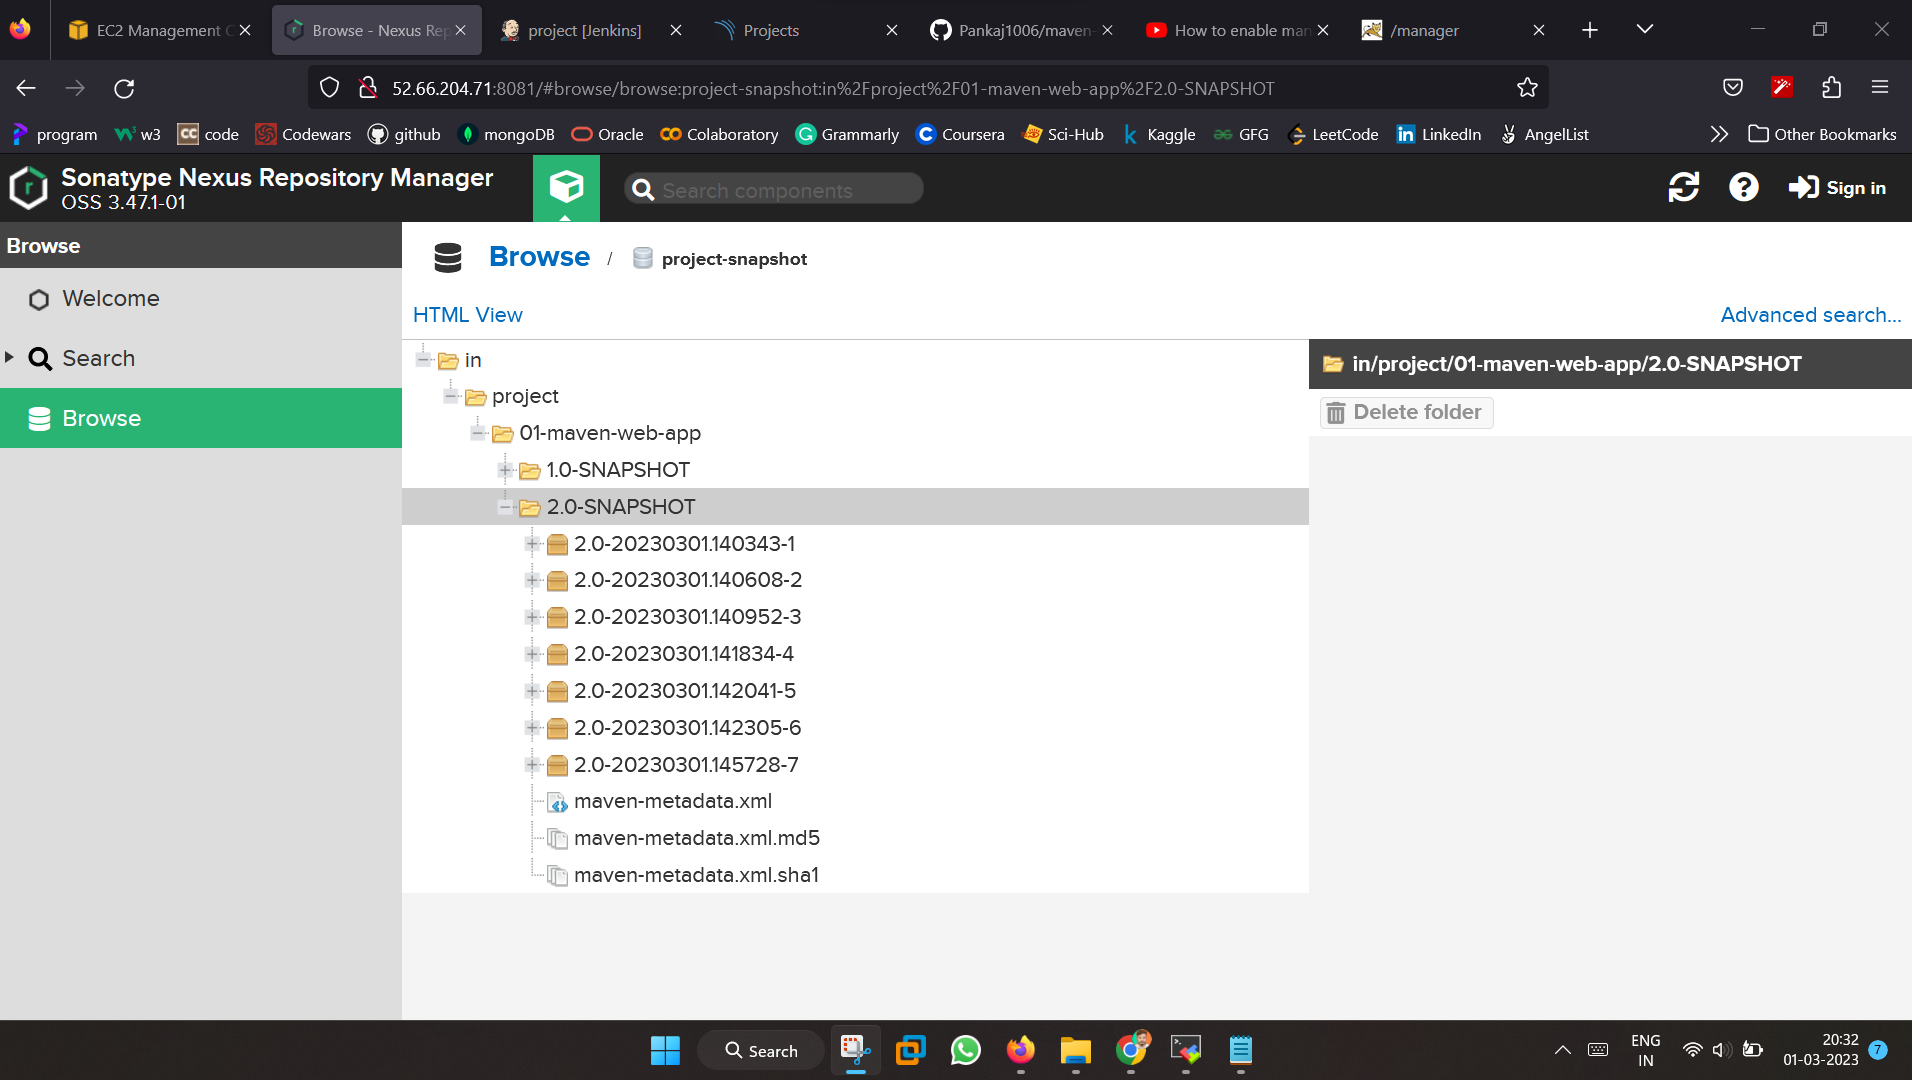 EC2 Management C
Browse - Nexus Rep
project [Jenkins]
Projects
Pankaj1006/maven-
How to enable man
/manager
52.66.204.71:8081/#browse/browse:project-snapshot:in%2Fproject%2F01-maven-web-app%2F2.0-SNAPSHOT
program
w3
CC code
Codewars
github
mongoDB
Oracle
Colaboratory
Grammarly
Coursera
Sci-Hub
Kaggle
GFG
LeetCode
LinkedIn
AngelList
Other Bookmarks
Sonatype Nexus Repository Manager
OSS 3.47.1-01
Search components
Sign in
Browse
Welcome
Search
Browse
Browse / project-snapshot
HTML View
Advanced search...
in
project
01-maven-web-app
1.0-SNAPSHOT
2.0-SNAPSHOT
2.0-20230301.140343-1
2.0-20230301.140608-2
2.0-20230301.140952-3
2.0-20230301.141834-4
2.0-20230301.142041-5
2.0-20230301.142305-6
2.0-20230301.145728-7
maven-metadata.xml
maven-metadata.xml.md5
maven-metadata.xml.sha1
in/project/01-maven-web-app/2.0-SNAPSHOT
Delete folder
Search
ENG
IN
20:32
01-03-2023
7